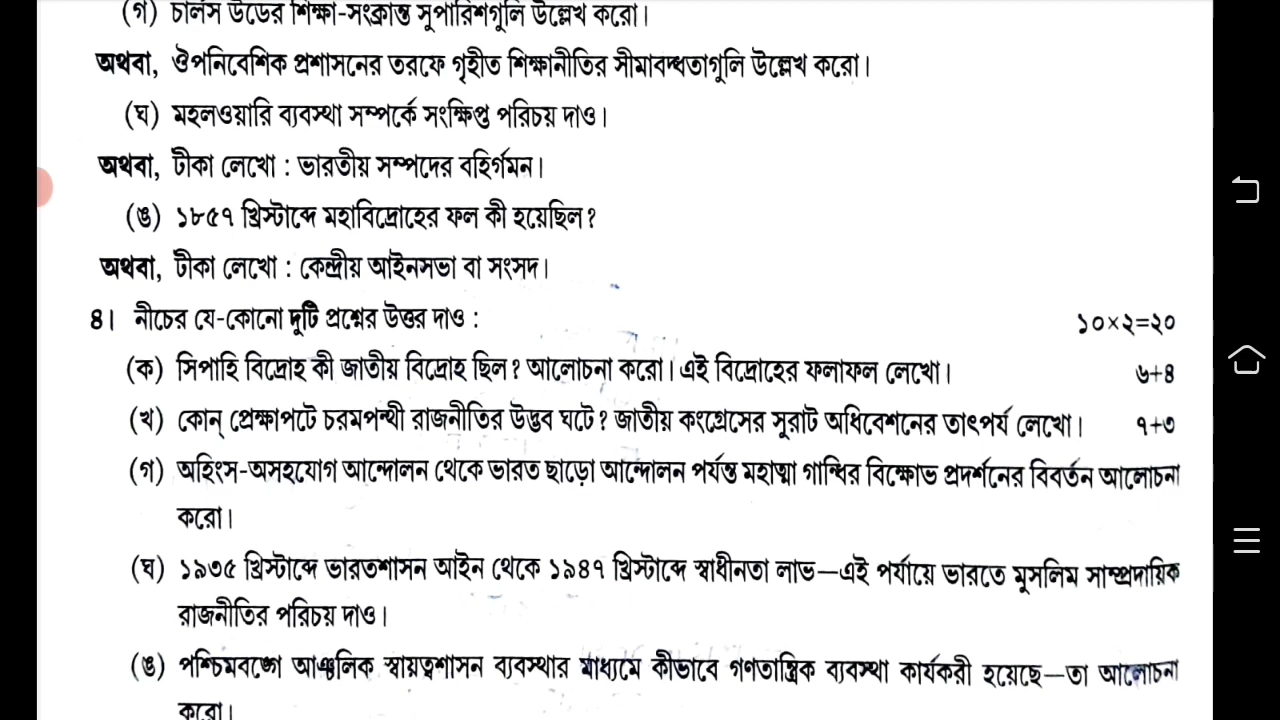 (গ) চার্লস উডের শিক্ষা-সংক্রান্ত সুপারিশগুলি উল্লেখ করো।
অথবা, ঔপনিবেশিক প্রশাসনের তরফে গৃহীত শিক্ষানীতির সীমাবদ্ধতাগুলি উল্লেখ করো।
(ঘ) মহলওয়ারি ব্যবস্থা সম্পর্কে সংক্ষিপ্ত পরিচয় দাও।
অথবা, টীকা লেখো : ভারতীয় সম্পদের বহির্গমন।
(ঙ) ১৮৫৭ খ্রিস্টাব্দে মহাবিদ্রোহের ফল কী হয়েছিল?
অথবা, টীকা লেখো : কেন্দ্রীয় আইনসভা বা সংসদ।
৪। নীচের যে-কোনো দুটি প্রশ্নের উত্তর দাও : ১০×২=২০
(ক) সিপাহি বিদ্রোহ কী জাতীয় বিদ্রোহ ছিল? আলোচনা করো। এই বিদ্রোহের ফলাফল লেখো। ৬+৪
(খ) কোন্ প্রেক্ষাপটে চরমপন্থী রাজনীতির উদ্ভব ঘটে? জাতীয় কংগ্রেসের সুরাট অধিবেশনের তাৎপর্য লেখো। ৭+৩
(গ) অহিংস-অসহযোগ আন্দোলন থেকে ভারত ছাড়ো আন্দোলন পর্যন্ত মহাত্মা গান্ধির বিক্ষোভ প্রদর্শনের বিবর্তন আলোচনা
করো।
(ঘ) ১৯৩৫ খ্রিস্টাব্দে ভারতশাসন আইন থেকে ১৯৪৭ খ্রিস্টাব্দে স্বাধীনতা লাভ—এই পর্যায়ে ভারতে মুসলিম সাম্প্রদায়িক
রাজনীতির পরিচয় দাও।
(ঙ) পশ্চিমবঙ্গে আঞ্চলিক স্বায়ত্বশাসন ব্যবস্থার মাধ্যমে কীভাবে গণতান্ত্রিক ব্যবস্থা কার্যকরী হয়েছে—তা আলোচনা
করো।